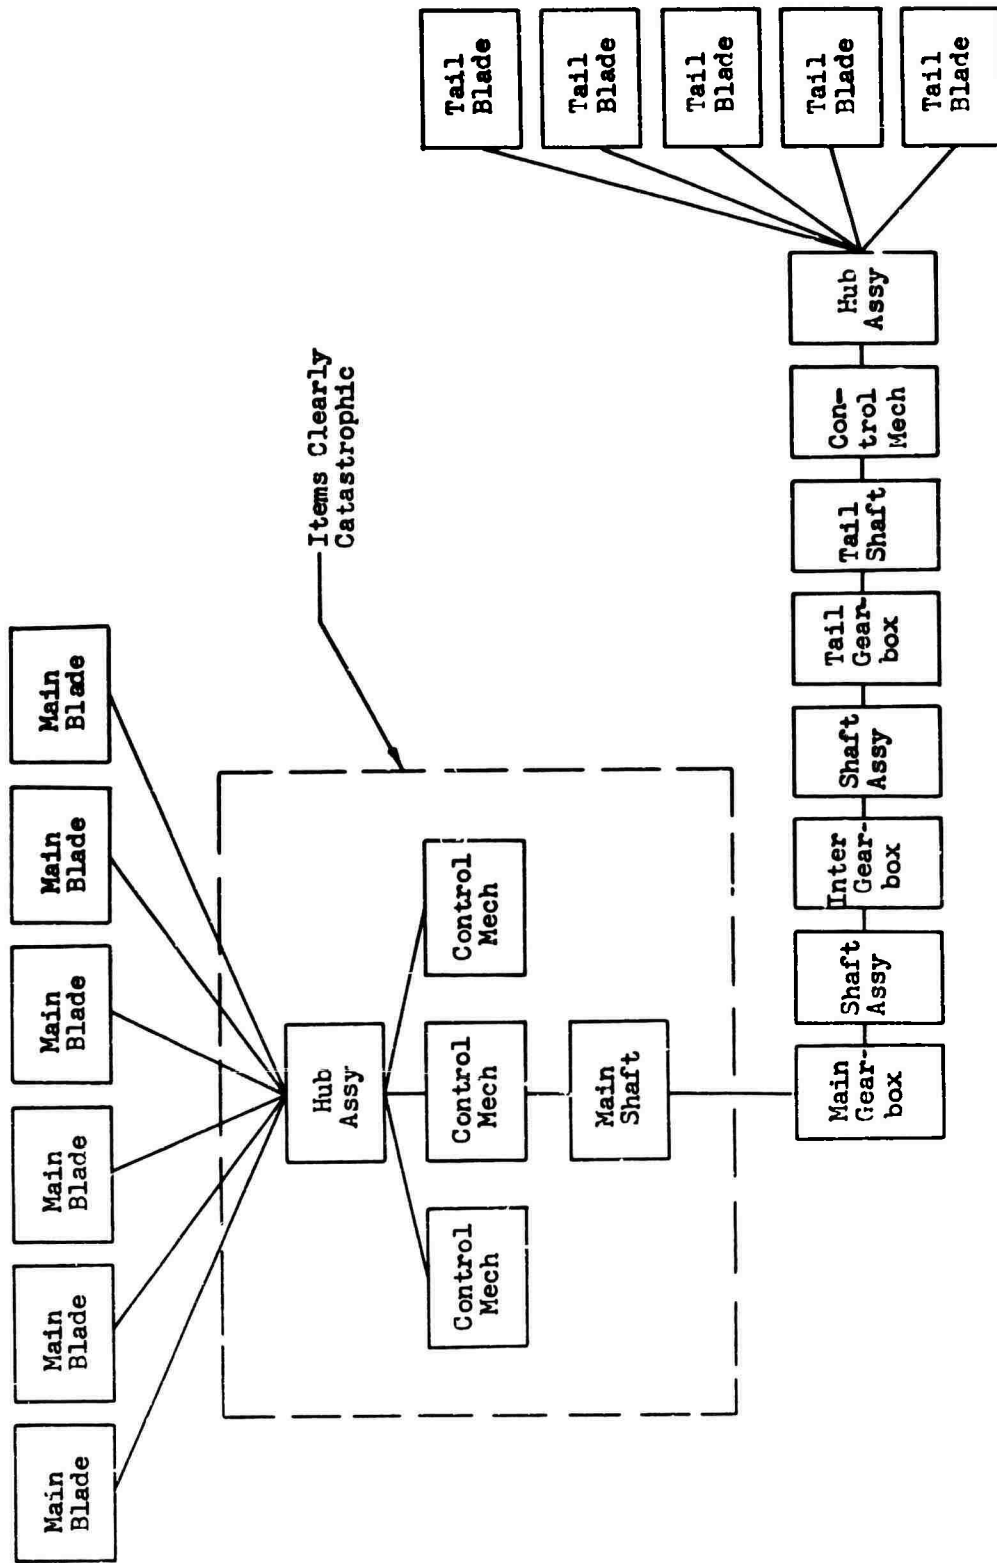 Main
Blade
Main
Blade
Main
Blade
Main
Blade
Main
Blade
Main
Blade
Hub
Assy
Items Clearly
Catastrophic
Control
Mech
Control
Mech
Control
Mech
Main
Shaft
Main
Gear-
box
Shaft
Assy
Inter
Gear-
box
Shaft
Assy
Tail
Gear-
box
Tail
Shaft
Con-
trol
Mech
Hub
Assy
Tail
Blade
Tail
Blade
Tail
Blade
Tail
Blade
Tail
Blade